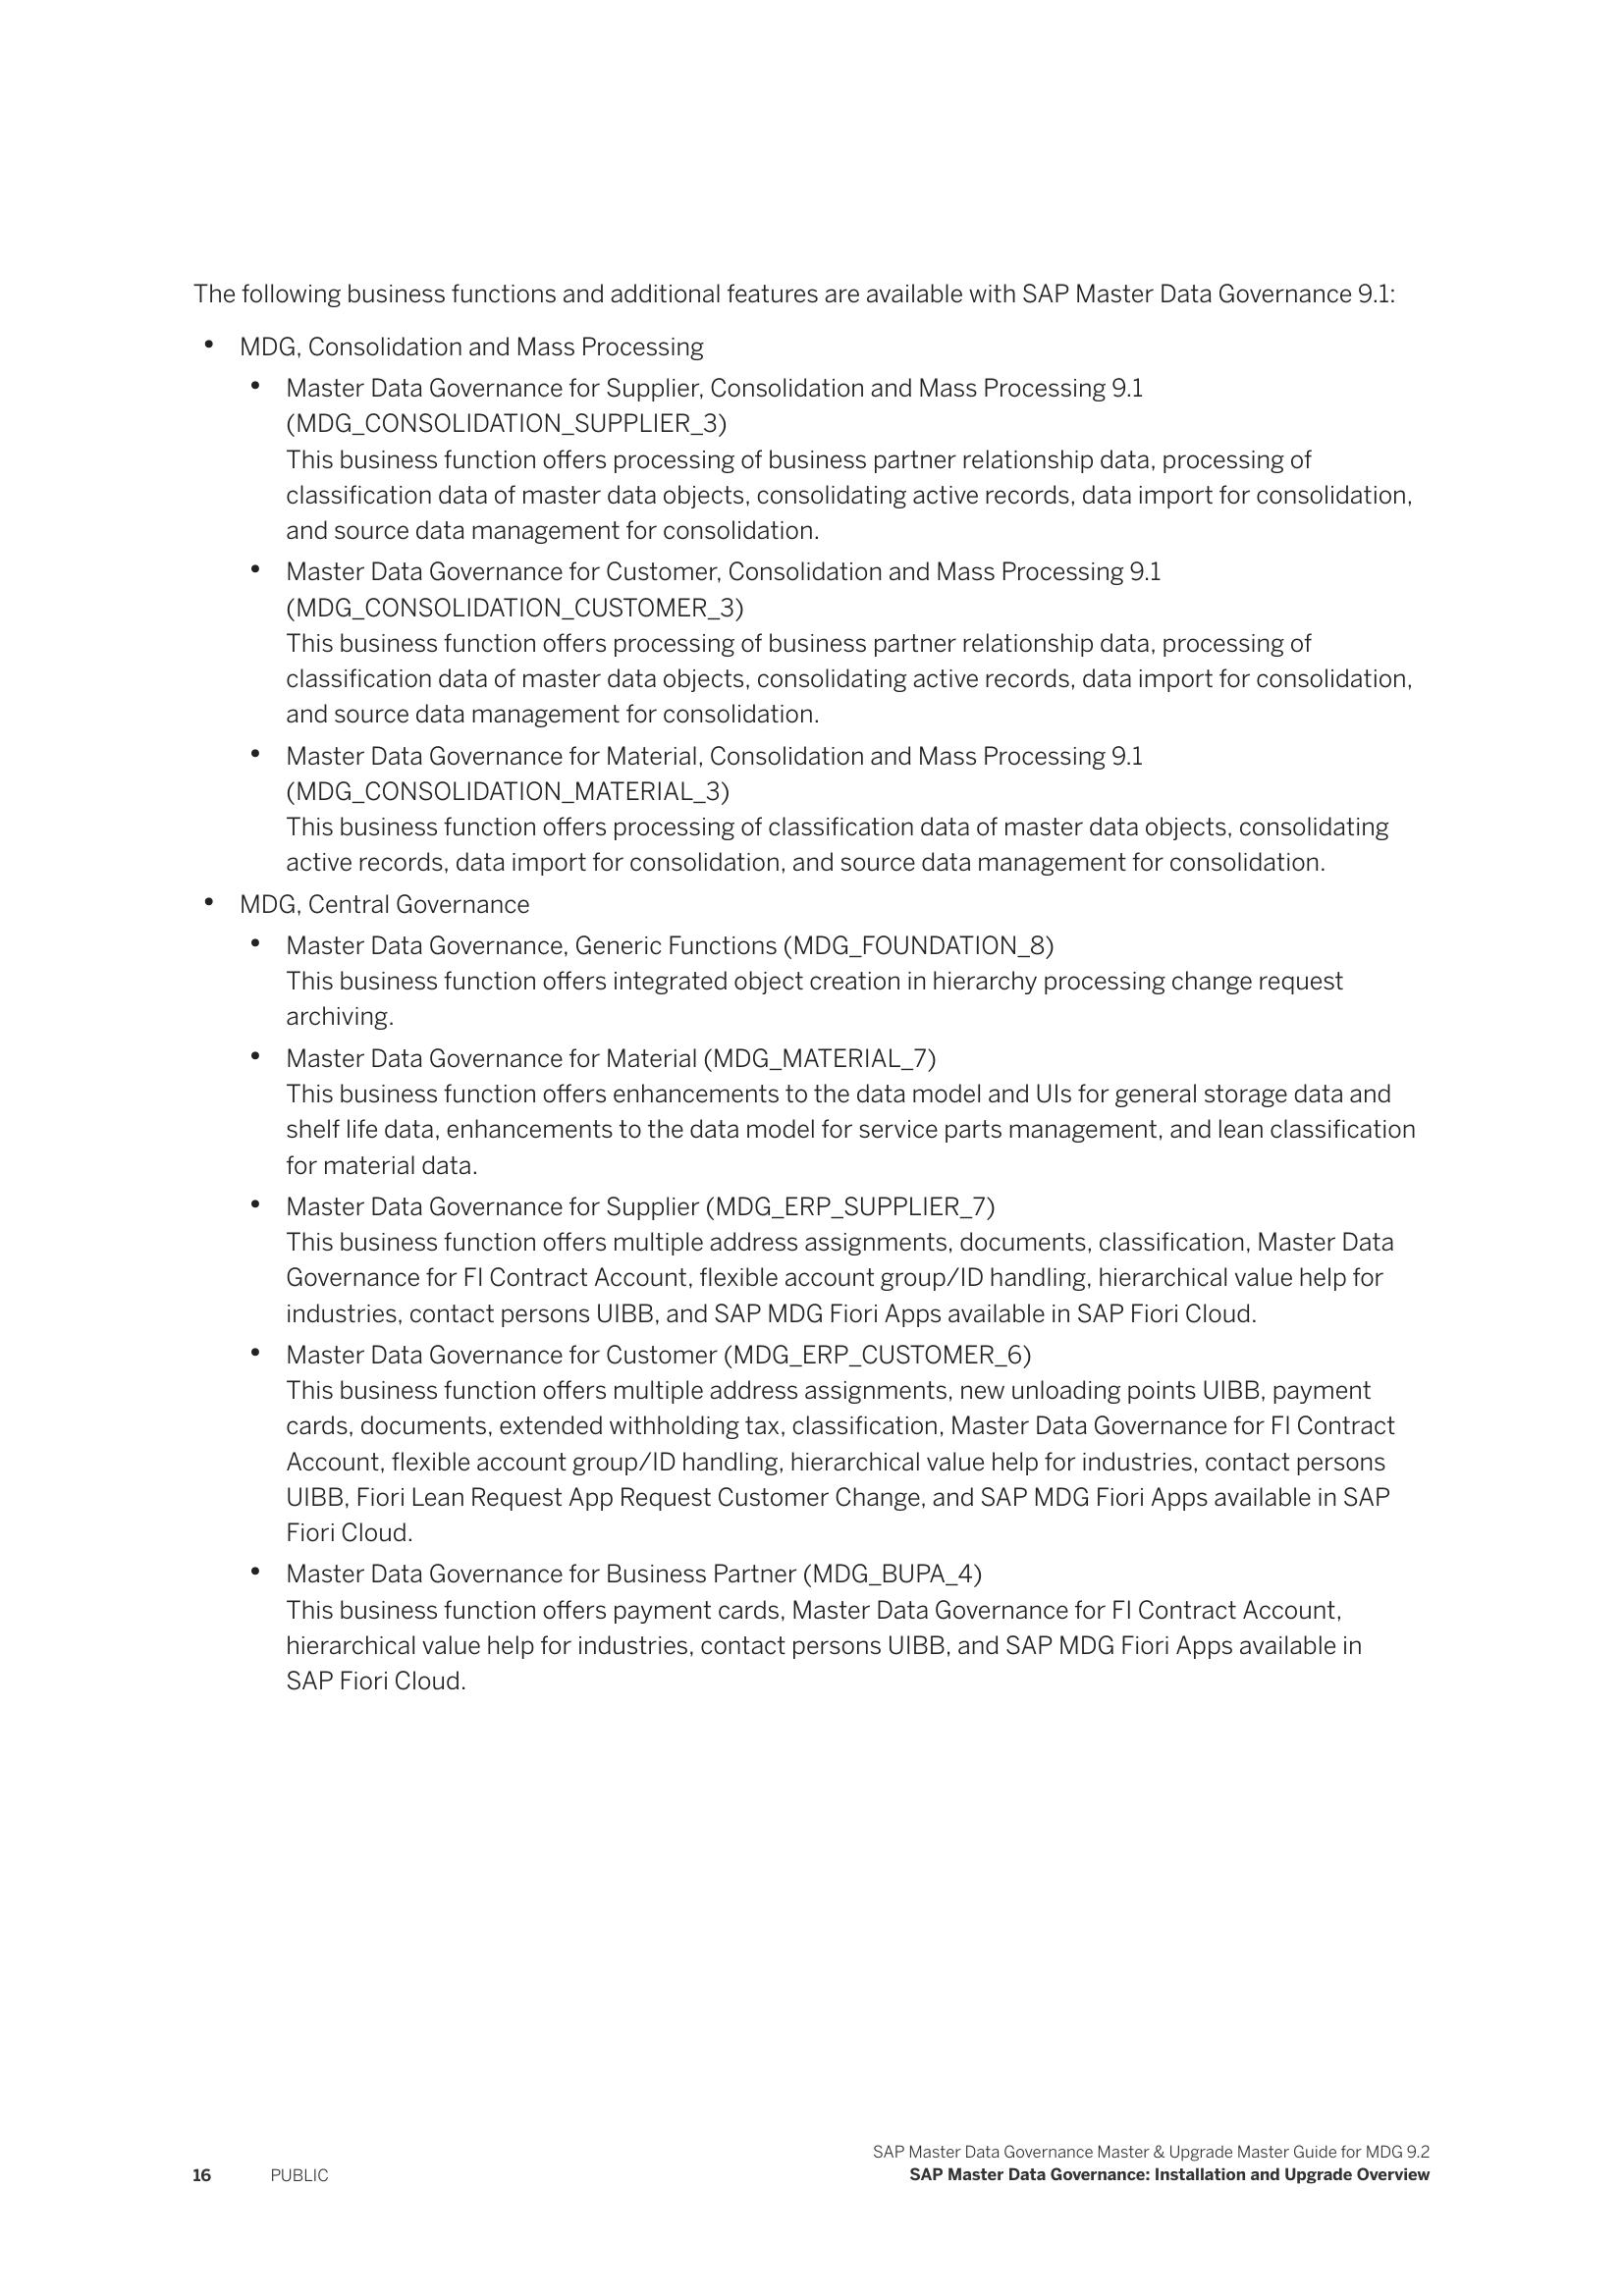 The following business functions and additional features are available with SAP Master Data Governance 9.1:
• MDG, Consolidation and Mass Processing
• Master Data Governance for Supplier, Consolidation and Mass Processing 9.1
(MDG_CONSOLIDATION_SUPPLIER_3)
This business function offers processing of business partner relationship data, processing of
classification data of master data objects, consolidating active records, data import for consolidation,
and source data management for consolidation.
• Master Data Governance for Customer, Consolidation and Mass Processing 9.1
(MDG_CONSOLIDATION_CUSTOMER_3)
This business function offers processing of business partner relationship data, processing of
classification data of master data objects, consolidating active records, data import for consolidation,
and source data management for consolidation.
• Master Data Governance for Material, Consolidation and Mass Processing 9.1
(MDG_CONSOLIDATION_MATERIAL_3)
This business function offers processing of classification data of master data objects, consolidating
active records, data import for consolidation, and source data management for consolidation.
• MDG, Central Governance
• Master Data Governance, Generic Functions (MDG_FOUNDATION_8)
This business function offers integrated object creation in hierarchy processing change request
archiving.
• Master Data Governance for Material (MDG_MATERIAL_7)
This business function offers enhancements to the data model and UIs for general storage data and
shelf life data, enhancements to the data model for service parts management, and lean classification
for material data.
• Master Data Governance for Supplier (MDG_ERP_SUPPLIER_7)
This business function offers multiple address assignments, documents, classification, Master Data
Governance for FI Contract Account, flexible account group/ID handling, hierarchical value help for
industries, contact persons UIBB, and SAP MDG Fiori Apps available in SAP Fiori Cloud.
• Master Data Governance for Customer (MDG_ERP_CUSTOMER_6)
This business function offers multiple address assignments, new unloading points UIBB, payment
cards, documents, extended withholding tax, classification, Master Data Governance for FI Contract
Account, flexible account group/ID handling, hierarchical value help for industries, contact persons
UIBB, Fiori Lean Request App Request Customer Change, and SAP MDG Fiori Apps available in SAP
Fiori Cloud.
• Master Data Governance for Business Partner (MDG_BUPA_4)
This business function offers payment cards, Master Data Governance for FI Contract Account,
hierarchical value help for industries, contact persons UIBB, and SAP MDG Fiori Apps available in
SAP Fiori Cloud.
SAP Master Data Governance Master & Upgrade Master Guide for MDG 9.2
16 PUBLIC SAP Master Data Governance: Installation and Upgrade Overview